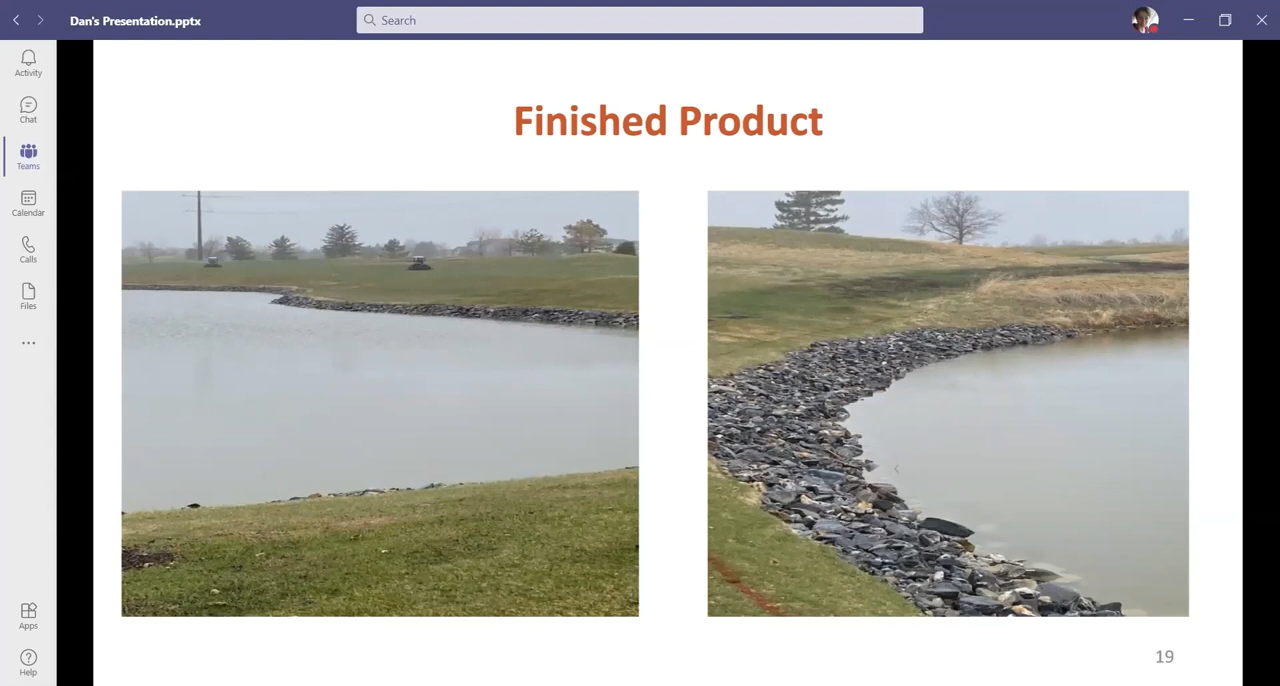 Dan's Presentation.pptx
Search
Activity
Chat
Teams
Calendar
Calls
Files
Apps
Help
Finished Product
19